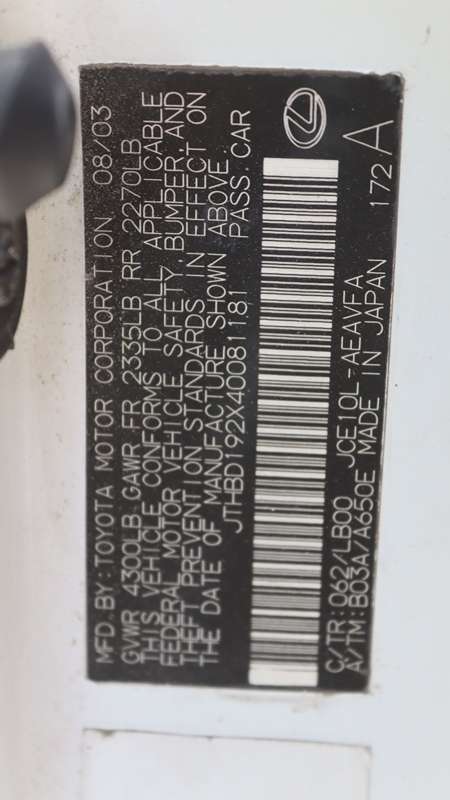 MFD. BY: TOYOTA MOTOR CORPORATION 08/03
GVWR 4300LB GAWR FR 2335LB RR 2270LB
THIS VEHICLE CONFORMS TO ALL APPLICABLE
FEDERAL MOTOR VEHICLE SAFETY, BUMPER, AND
THEFT PREVENTION STANDARDS IN EFFECT ON
THE DATE OF MANUFACTURE SHOWN ABOVE.
JTHBD192X40081181 PASS. CAR
C/TR: 062/LB00 JCE10L-AEAVFA
A/TM: B03A/A650E MADE IN JAPAN 172 A